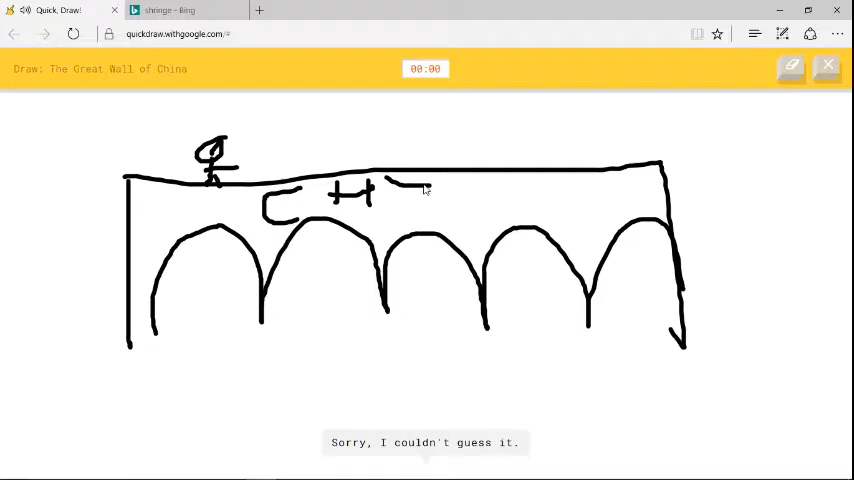 Quick, Draw!
shringe - Bing
quickdraw.withgoogle.com/#
Draw: The Great Wall of China
00:00
CH
Sorry, I couldn't guess it.